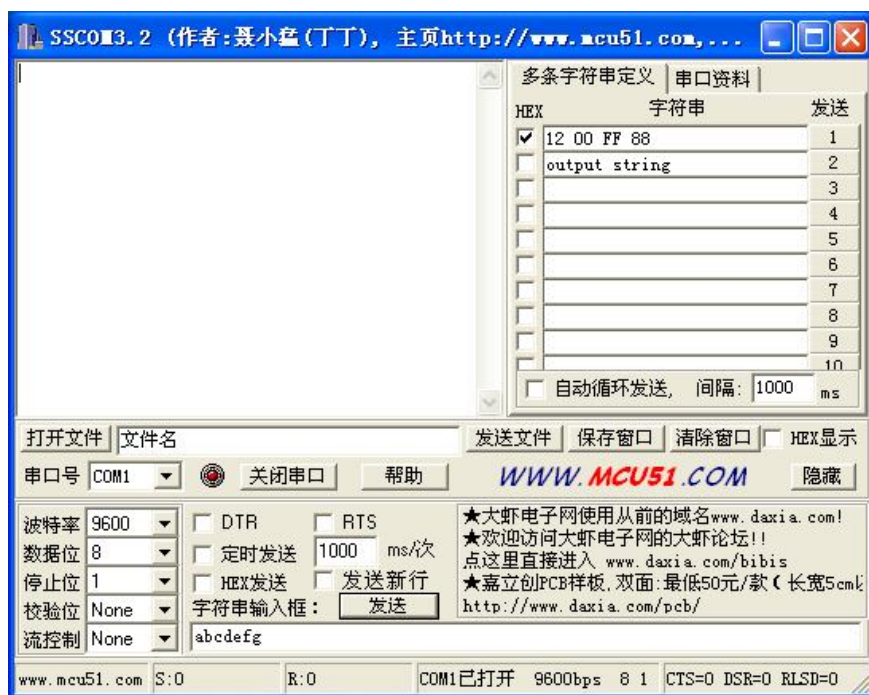 SSCOM3.2 (作者:聂小猛(丁丁), 主页http://www.mcu51.com,...
多条字符串定义 串口资料
HEX 字符串 发送
12 00 FF 88 1
output string 2
3
4
5
6
7
8
9
10
自动循环发送, 间隔: 1000 ms
打开文件 文件名 发送文件 保存窗口 清除窗口 HEX显示
串口号 COM1 关闭串口 帮助 WWW.MCU51.COM 隐藏
波特率 9600 DTR RTS
数据位 8 定时发送 1000 ms/次
停止位 1 HEX发送 发送新行
校验位 None 字符串输入框: 发送
流控制 None abcdefg
★大虾电子网使用从前的域名www.daxia.com!
★欢迎访问大虾电子网的大虾论坛!!
点这里直接进入 www.daxia.com/bibis
★嘉立创PCB样板,双面:最低50元/款(长宽5cm
http://www.daxia.com/pcb/
www.mcu51.com S:0 R:0 COM1已打开 9600bps 8 1 CTS=0 DSR=0 RLSD=0